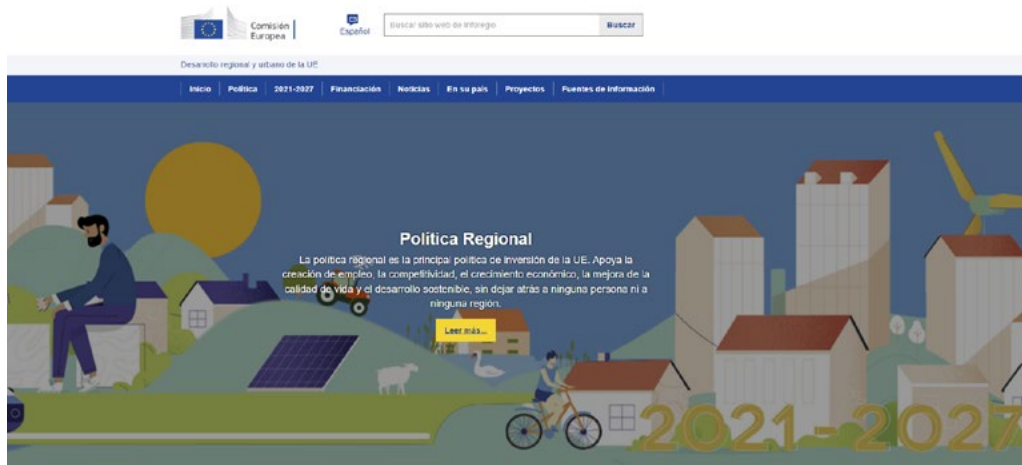 Comisión
Europea
ES
Español
Buscar sitio web de Inforegio
Buscar
Desarrollo regional y urbano de la UE
Inicio Política 2021-2027 Financiación Noticias En su país Proyectos Fuentes de información
Política Regional
La política regional es la principal política de inversión de la UE. Apoya la
creación de empleo, la competitividad, el crecimiento económico, la mejora de la
calidad de vida y el desarrollo sostenible, sin dejar atrás a ninguna persona ni a
ninguna región.
Leer más...
2021-2027